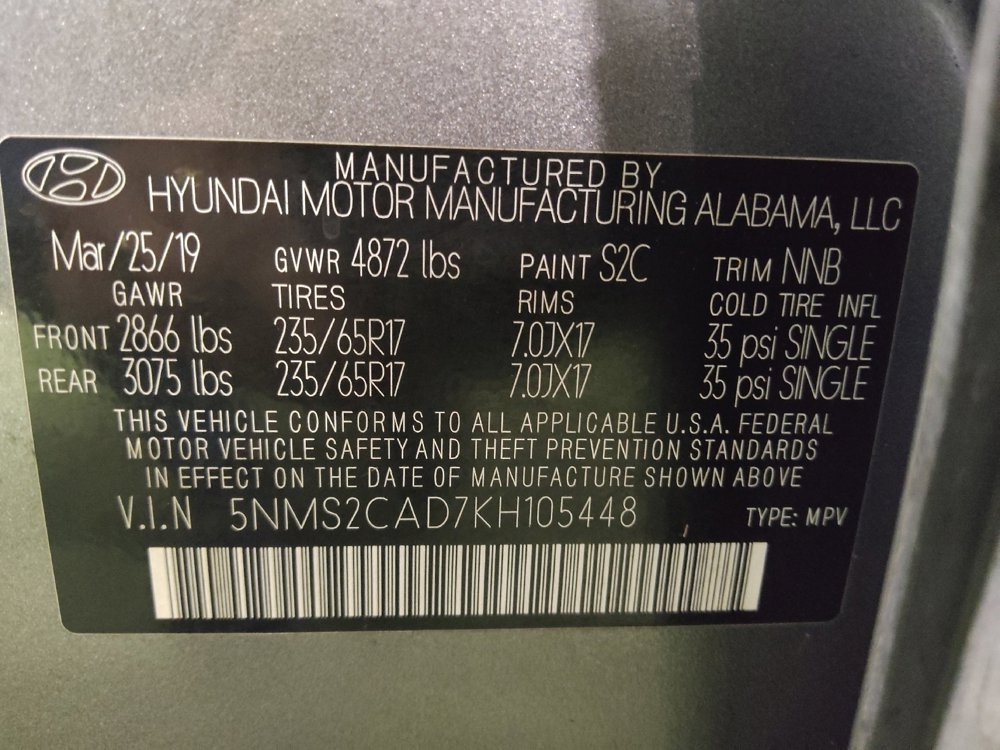 MANUFACTURED BY
HYUNDAI MOTOR MANUFACTURING ALABAMA, LLC
Mar/25/19 GVWR 4872 lbs PAINT S2C TRIM NNB
GAWR TIRES RIMS COLD TIRE INFL
FRONT 2866 lbs 235/65R17 7.0JX17 35 psi SINGLE
REAR 3075 lbs 235/65R17 7.0JX17 35 psi SINGLE
THIS VEHICLE CONFORMS TO ALL APPLICABLE U.S.A. FEDERAL
MOTOR VEHICLE SAFETY AND THEFT PREVENTION STANDARDS
IN EFFECT ON THE DATE OF MANUFACTURE SHOWN ABOVE
V.I.N 5NMS2CAD7KH105448 TYPE: MPV